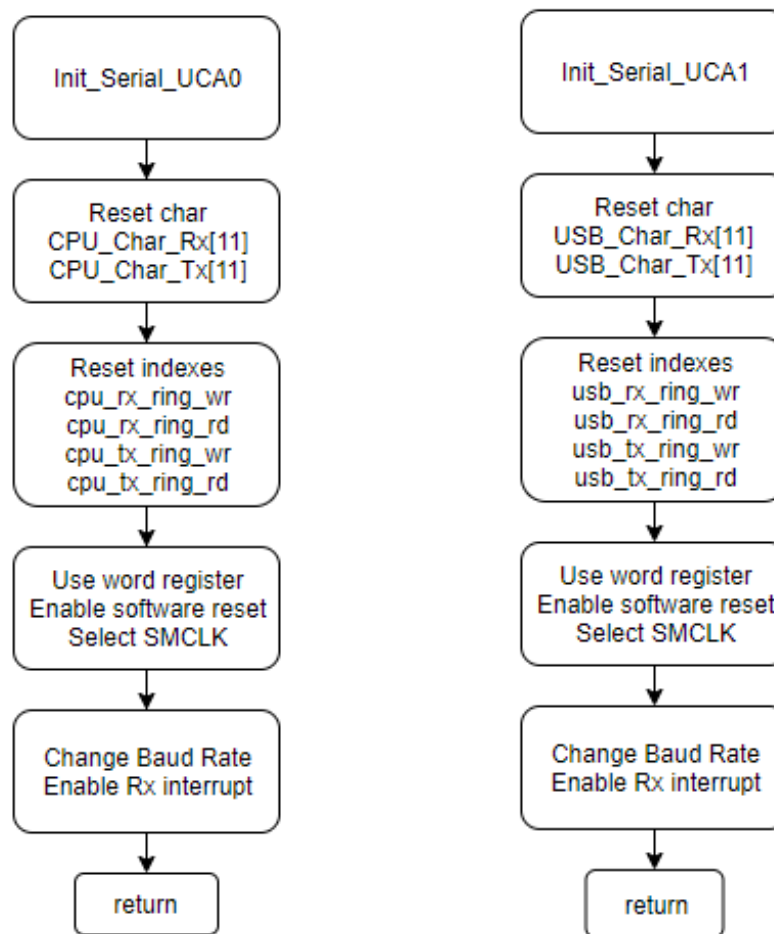 Init_Serial_UCA0
Reset char
CPU_Char_Rx[11]
CPU_Char_Tx[11]
Reset indexes
cpu_rx_ring_wr
cpu_rx_ring_rd
cpu_tx_ring_wr
cpu_tx_ring_rd
Use word register
Enable software reset
Select SMCLK
Change Baud Rate
Enable Rx interrupt
return
Init_Serial_UCA1
Reset char
USB_Char_Rx[11]
USB_Char_Tx[11]
Reset indexes
usb_rx_ring_wr
usb_rx_ring_rd
usb_tx_ring_wr
usb_tx_ring_rd
Use word register
Enable software reset
Select SMCLK
Change Baud Rate
Enable Rx interrupt
return